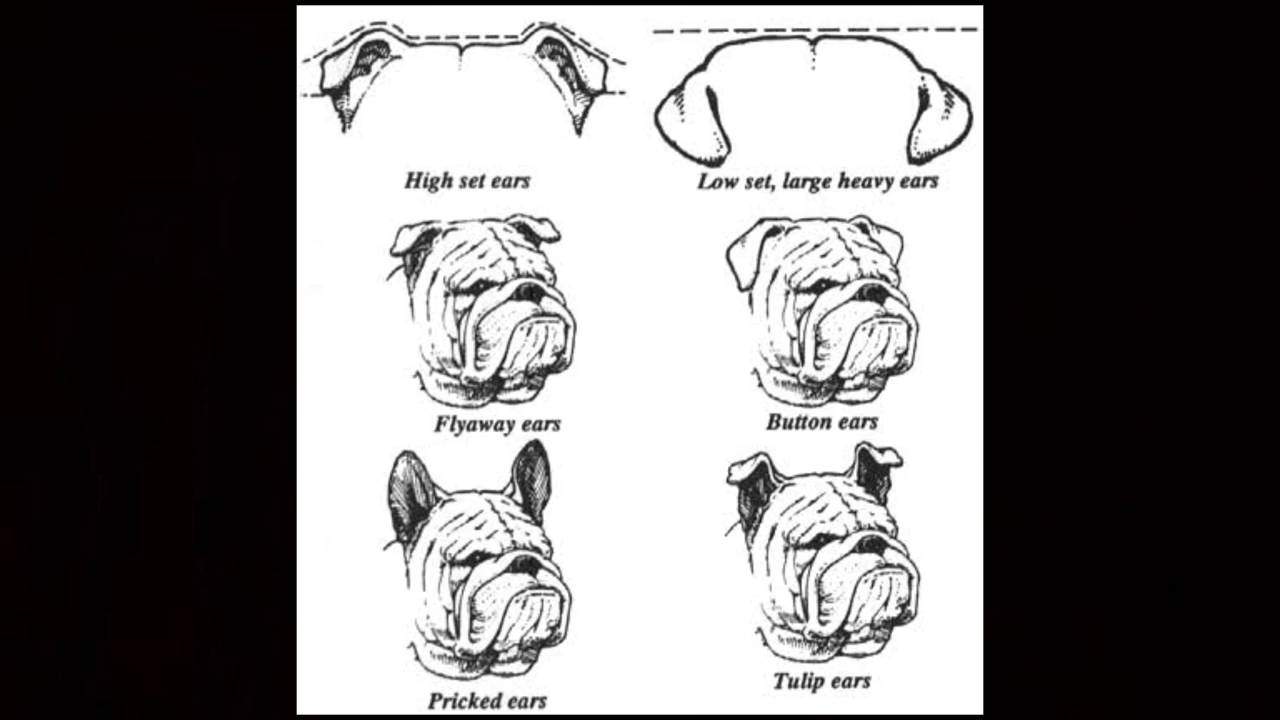 High set ears
Low set, large heavy ears
Flyaway ears
Button ears
Pricked ears
Tulip ears